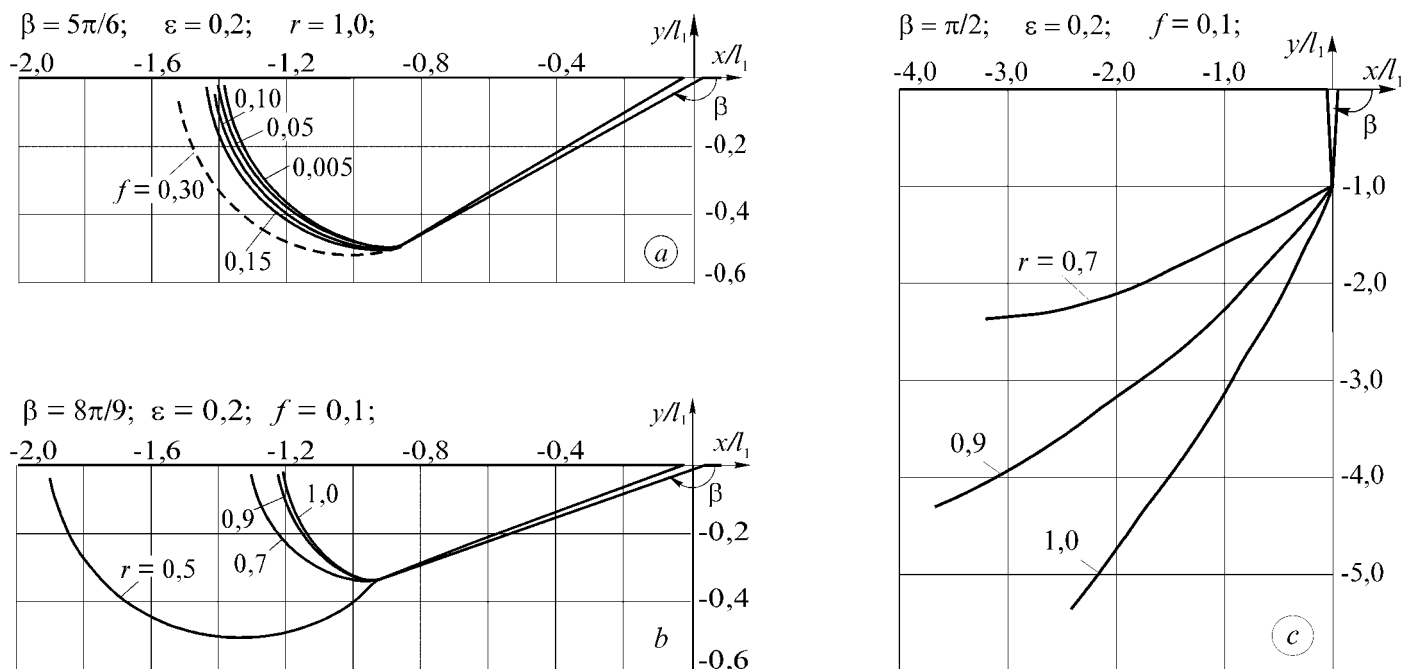 β = 5π/6; ε = 0,2; r = 1,0;
y/l₁
-2,0 -1,6 -1,2 -0,8 -0,4 x/l₁
0,10
0,05
0,005
f = 0,30
0,15
β
-0,2
-0,4
-0,6
a
β = 8π/9; ε = 0,2; f = 0,1;
y/l₁
-2,0 -1,6 -1,2 -0,8 -0,4 x/l₁
1,0
0,9
0,7
r = 0,5
β
-0,2
-0,4
-0,6
b
β = π/2; ε = 0,2; f = 0,1;
y/l₁
-4,0 -3,0 -2,0 -1,0 x/l₁
β
-1,0
r = 0,7
-2,0
-3,0
0,9
-4,0
1,0
-5,0
c